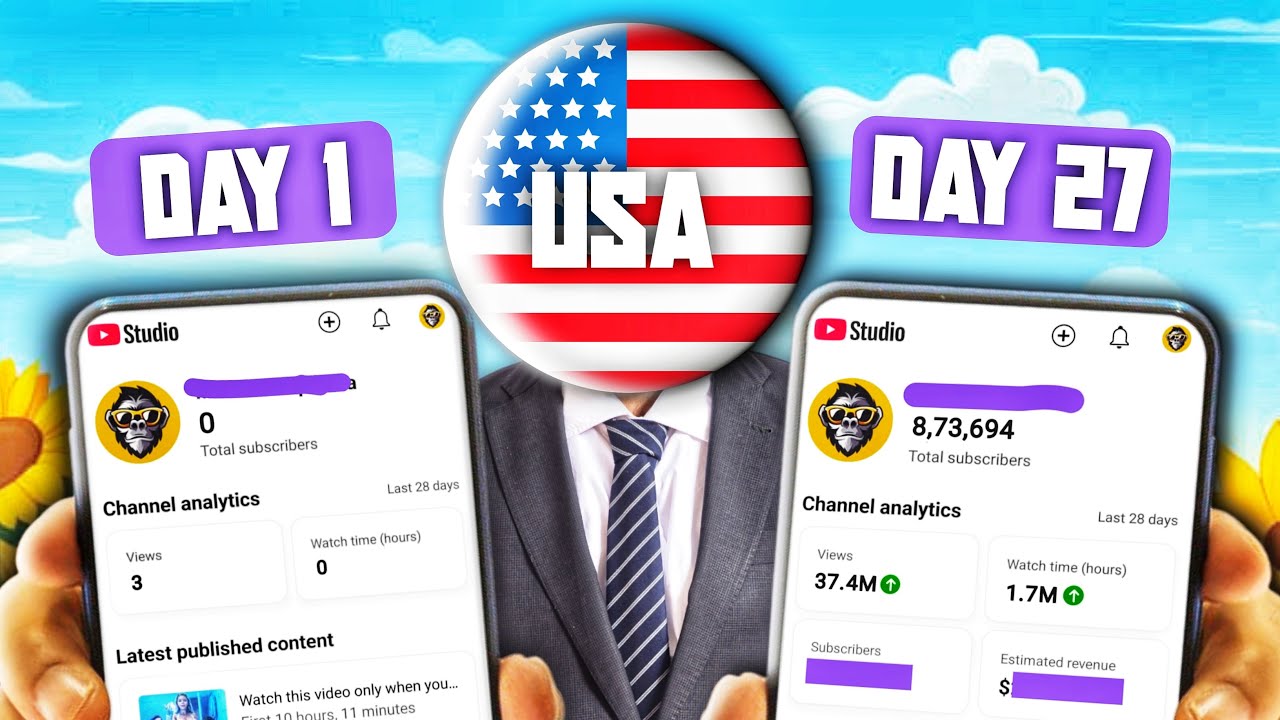 DAY 1
USA
DAY 27
Studio
0
Total subscribers
Channel analytics
Last 28 days
Views
3
Watch time (hours)
0
Latest published content
Watch this video only when you...
First 10 hours, 11 minutes
Studio
8,73,694
Total subscribers
Channel analytics
Last 28 days
Views
37.4M
Watch time (hours)
1.7M
Subscribers
Estimated revenue
$